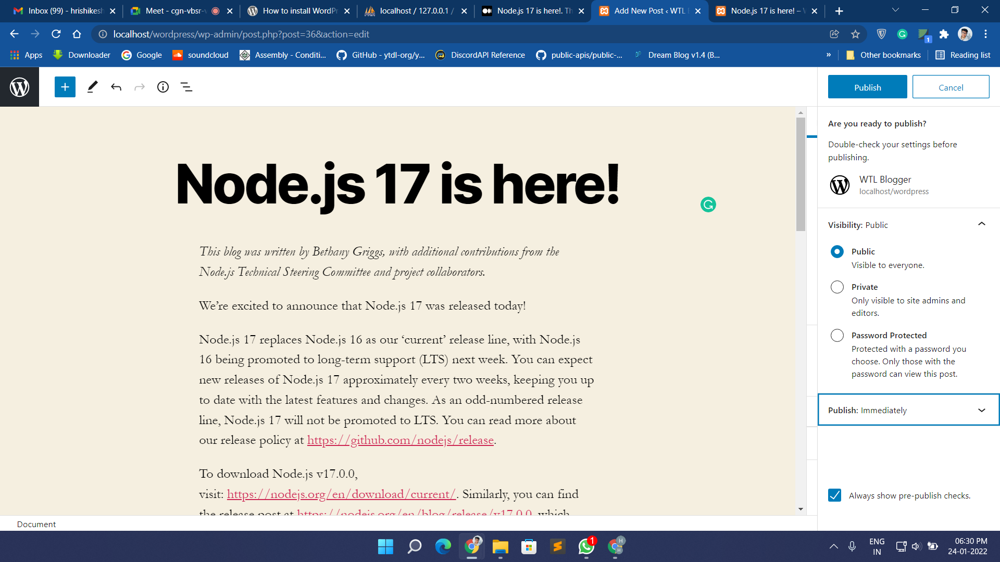 Inbox (99) - hrishikesh
Meet - cgn-vbsr-v
How to install WordPr
localhost / 127.0.0.1 /
Node.js 17 is here!. Th
Add New Post ‹ WTL B
Node.js 17 is here! – W
localhost/wordpress/wp-admin/post.php?post=36&action=edit
1
Apps
Downloader
Google
soundcloud
Assembly - Conditi...
GitHub - ytdl-org/y...
DiscordAPI Reference
public-apis/public-...
Dream Blog v1.4 (B...
»
Other bookmarks
Reading list
Publish
Cancel
Are you ready to publish?
Double-check your settings before
publishing.
WTL Blogger
localhost/wordpress
Visibility: Public
Public
Visible to everyone.
Private
Only visible to site admins and
editors.
Password Protected
Protected with a password you
choose. Only those with the
password can view this post.
Publish: Immediately
Always show pre-publish checks.
Node.js 17 is here!
This blog was written by Bethany Griggs, with additional contributions from the
Node.js Technical Steering Committee and project collaborators.
We’re excited to announce that Node.js 17 was released today!
Node.js 17 replaces Node.js 16 as our ‘current’ release line, with Node.js
16 being promoted to long-term support (LTS) next week. You can expect
new releases of Node.js 17 approximately every two weeks, keeping you up
to date with the latest features and changes. As an odd-numbered release
line, Node.js 17 will not be promoted to LTS. You can read more about
our release policy at https://github.com/nodejs/release.
To download Node.js v17.0.0,
visit: https://nodejs.org/en/download/current/. Similarly, you can find
the release post at https://nodejs.org/en/blog/release/v17.0.0, which
Document
1
H
H
ENG
IN
06:30 PM
24-01-2022